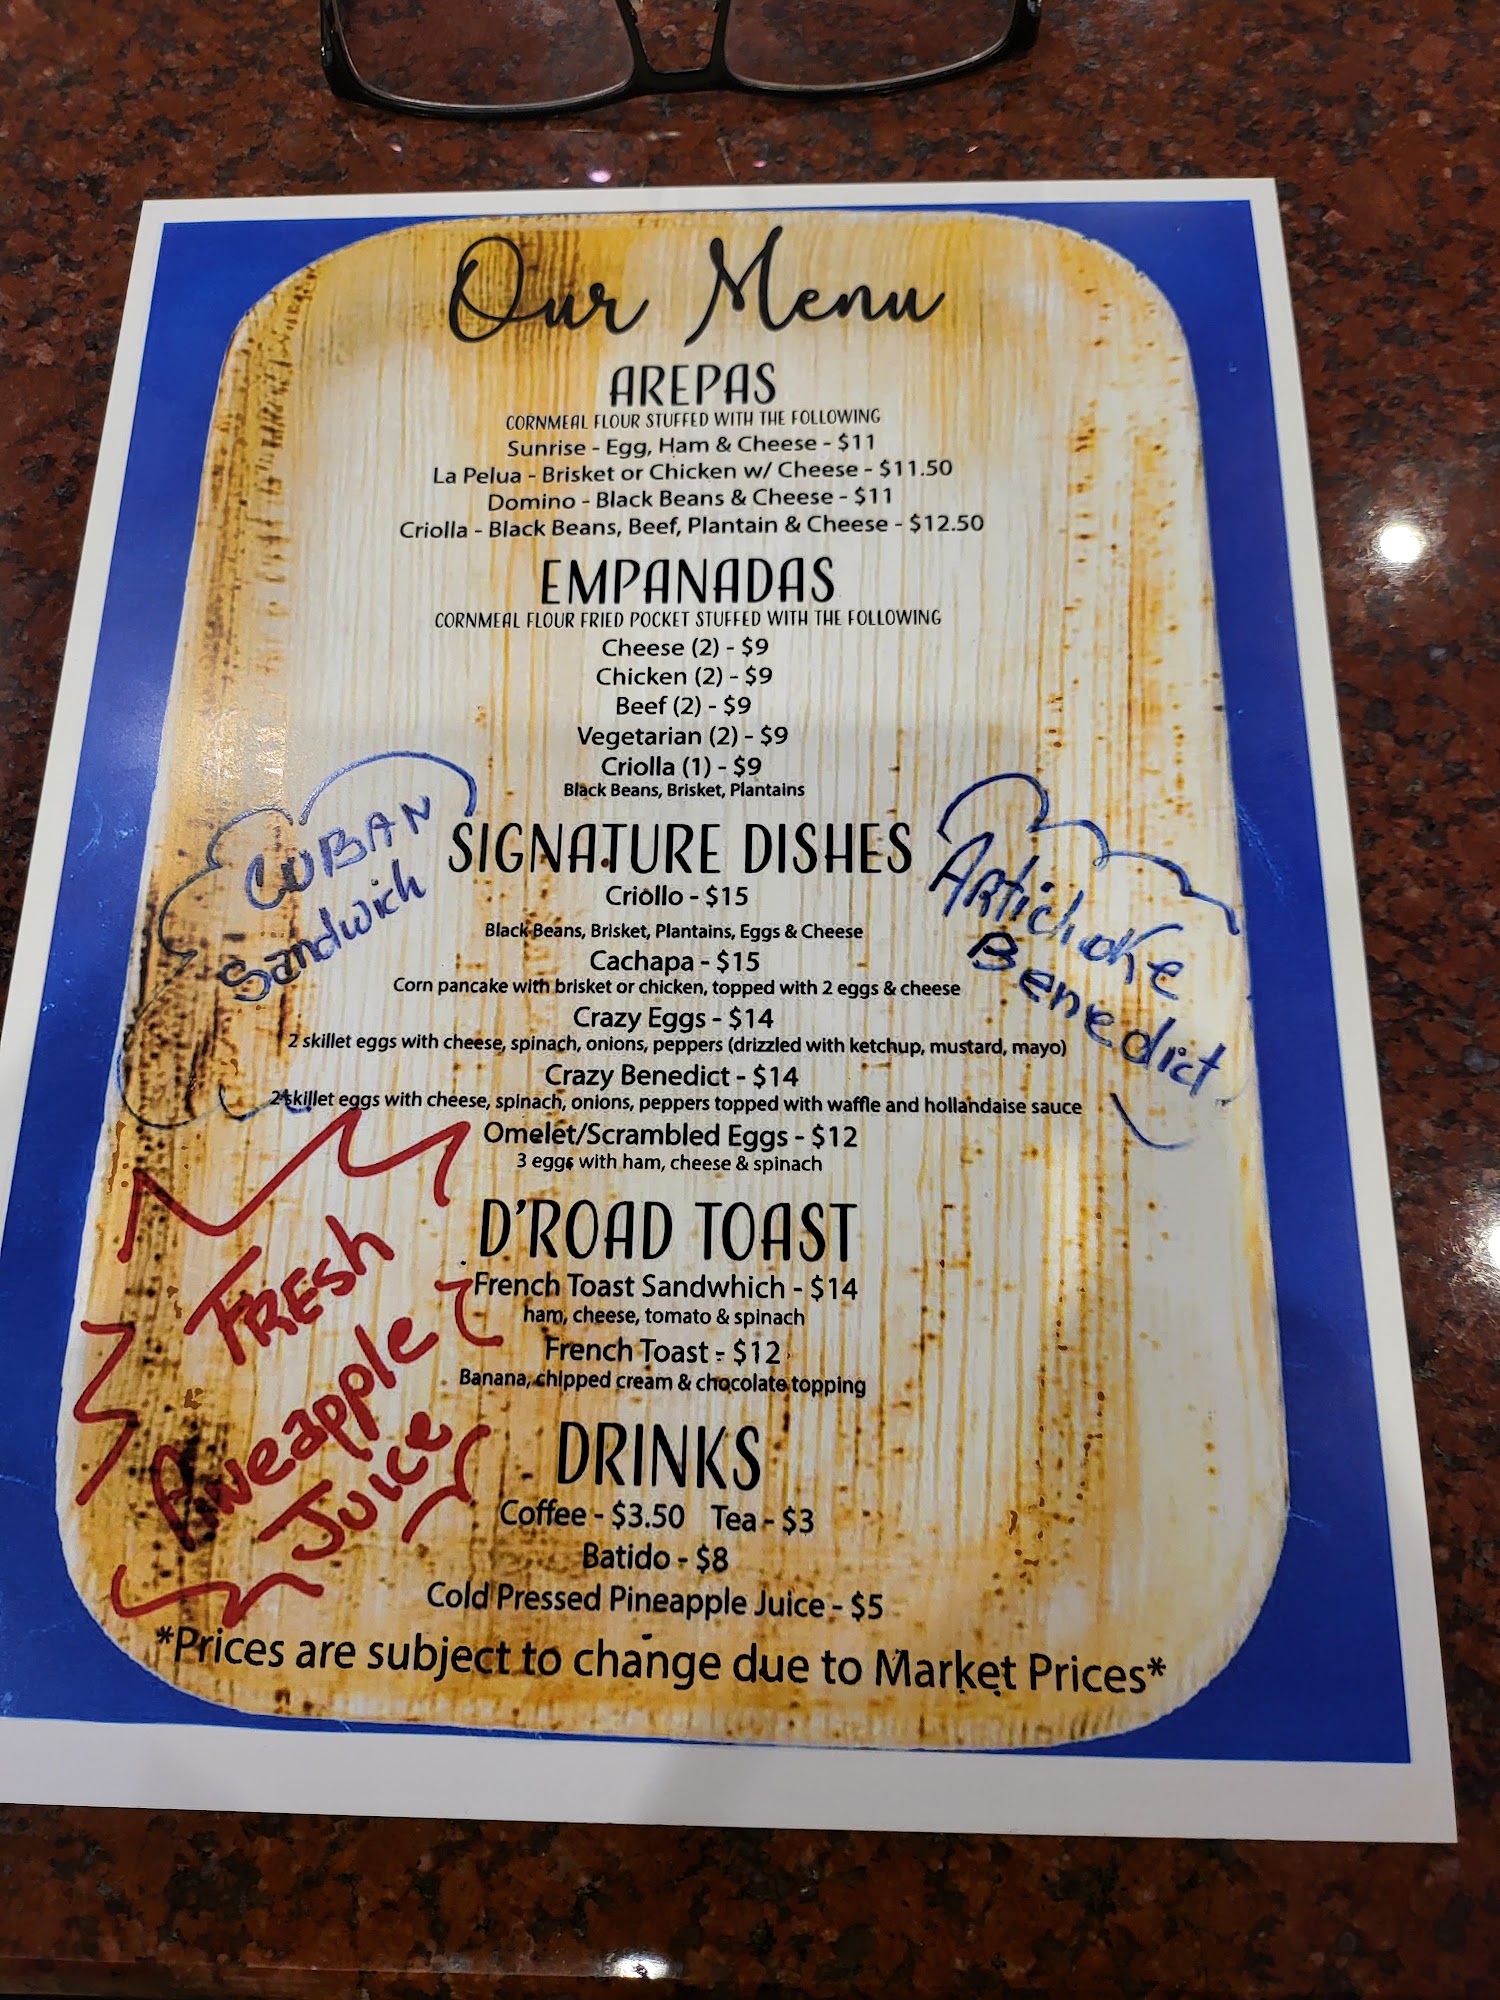 Our Menu
AREPAS
CORNMEAL FLOUR STUFFED WITH THE FOLLOWING
Sunrise - Egg, Ham & Cheese - $11
La Pelua - Brisket or Chicken w/ Cheese - $11.50
Domino - Black Beans & Cheese - $11
Criolla - Black Beans, Beef, Plantain & Cheese - $12.50
EMPANADAS
CORNMEAL FLOUR FRIED POCKET STUFFED WITH THE FOLLOWING
Cheese (2) - $9
Chicken (2) - $9
Beef (2) - $9
Vegetarian (2) - $9
Criolla (1) - $9
Black Beans, Brisket, Plantains
CUBAN
Sandwich
SIGNATURE DISHES
Criollo - $15
Black Beans, Brisket, Plantains, Eggs & Cheese
Cachapa - $15
Corn pancake with brisket or chicken, topped with 2 eggs & cheese
Crazy Eggs - $14
2 skillet eggs with cheese, spinach, onions, peppers (drizzled with ketchup, mustard, mayo)
Crazy Benedict - $14
2 skillet eggs with cheese, spinach, onions, peppers topped with waffle and hollandaise sauce
Omelet/Scrambled Eggs - $12
3 eggs with ham, cheese & spinach
Artichoke
Benedict
D'ROAD TOAST
French Toast Sandwhich - $14
ham, cheese, tomato & spinach
French Toast - $12
Banana, chipped cream & chocolate topping
FRESH
Pineapple
Juice
DRINKS
Coffee - $3.50 Tea - $3
Batido - $8
Cold Pressed Pineapple Juice - $5
*Prices are subject to change due to Market Prices*